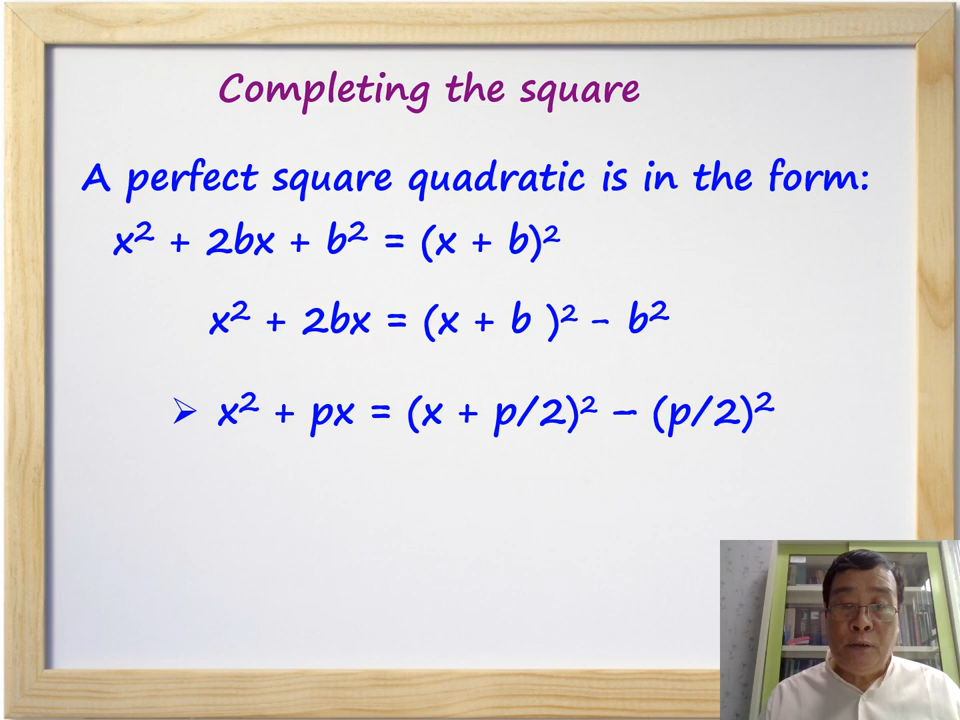 Completing the square
A perfect square quadratic is in the form:
x² + 2bx + b² = (x + b)²
x² + 2bx = (x + b )² - b²
➢ x² + px = (x + p/2)² – (p/2)²